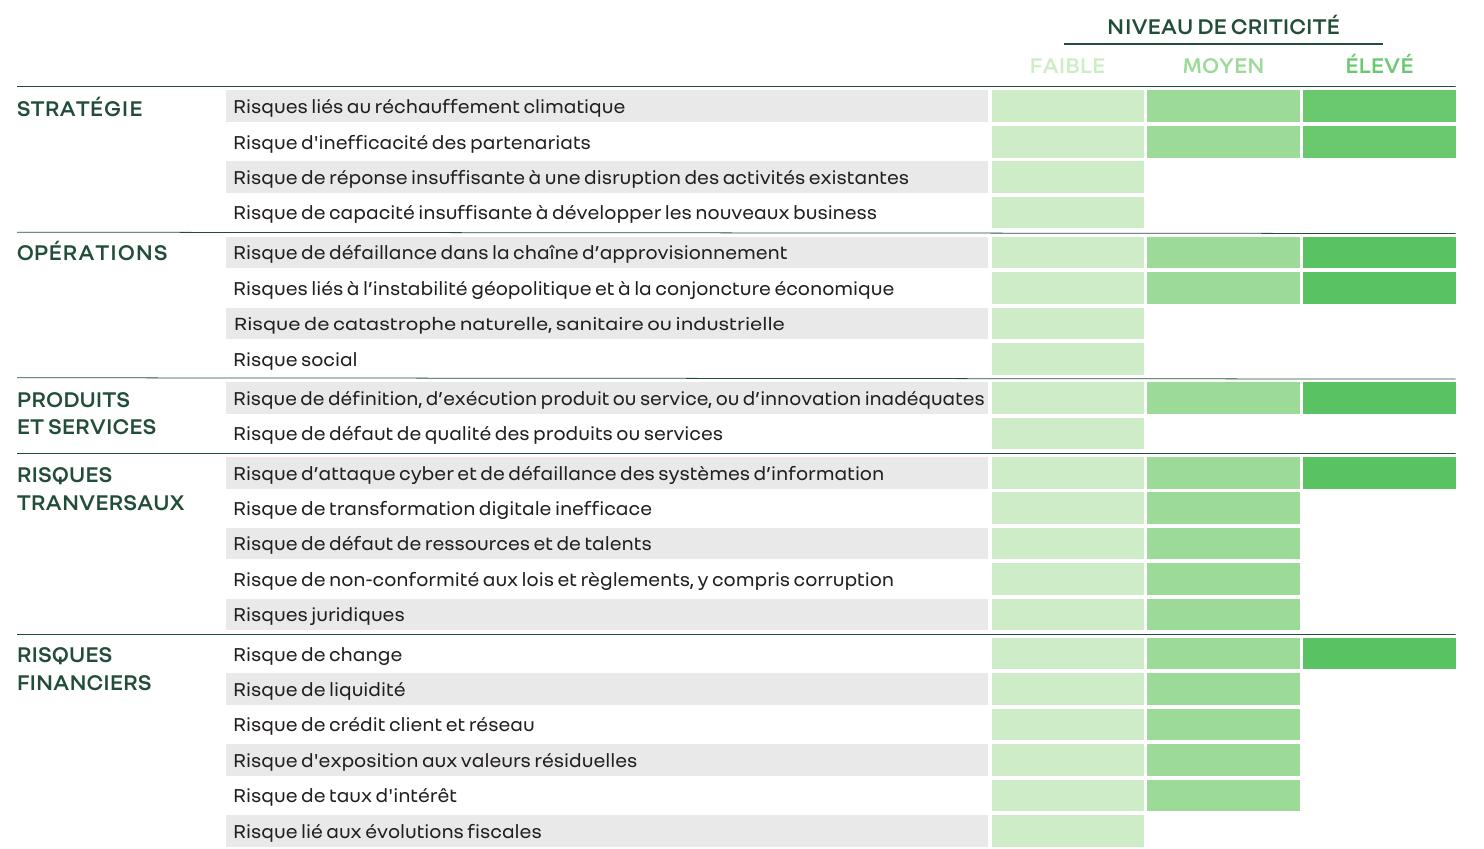 NIVEAU DE CRITICITÉ
FAIBLE MOYEN ÉLEVÉ
STRATÉGIE Risques liés au réchauffement climatique
Risque d'inefficacité des partenariats
Risque de réponse insuffisante à une disruption des activités existantes
Risque de capacité insuffisante à développer les nouveaux business
OPÉRATIONS Risque de défaillance dans la chaîne d’approvisionnement
Risques liés à l’instabilité géopolitique et à la conjoncture économique
Risque de catastrophe naturelle, sanitaire ou industrielle
Risque social
PRODUITS
ET SERVICES
Risque de définition, d’exécution produit ou service, ou d’innovation inadéquates
Risque de défaut de qualité des produits ou services
RISQUES
TRANVERSAUX
Risque d’attaque cyber et de défaillance des systèmes d’information
Risque de transformation digitale inefficace
Risque de défaut de ressources et de talents
Risque de non-conformité aux lois et règlements, y compris corruption
Risques juridiques
RISQUES
FINANCIERS
Risque de change
Risque de liquidité
Risque de crédit client et réseau
Risque d'exposition aux valeurs résiduelles
Risque de taux d'intérêt
Risque lié aux évolutions fiscales